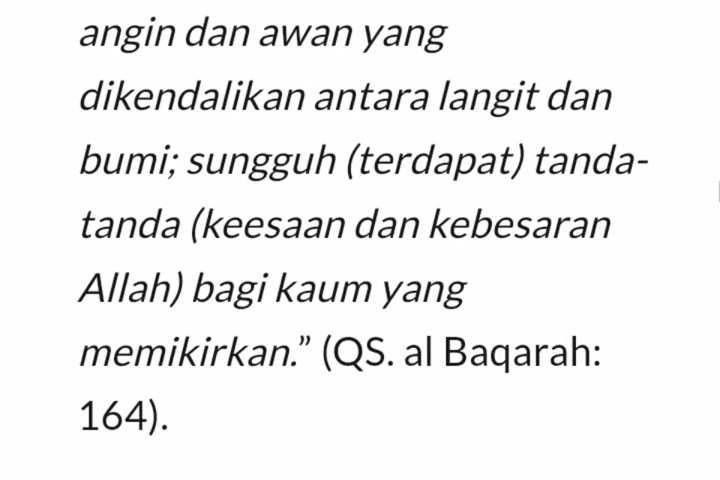 angin dan awan yang
dikendalikan antara langit dan
bumi; sungguh (terdapat) tanda-
tanda (keesaan dan kebesaran
Allah) bagi kaum yang
memikirkan.” (QS. al Baqarah:
164).